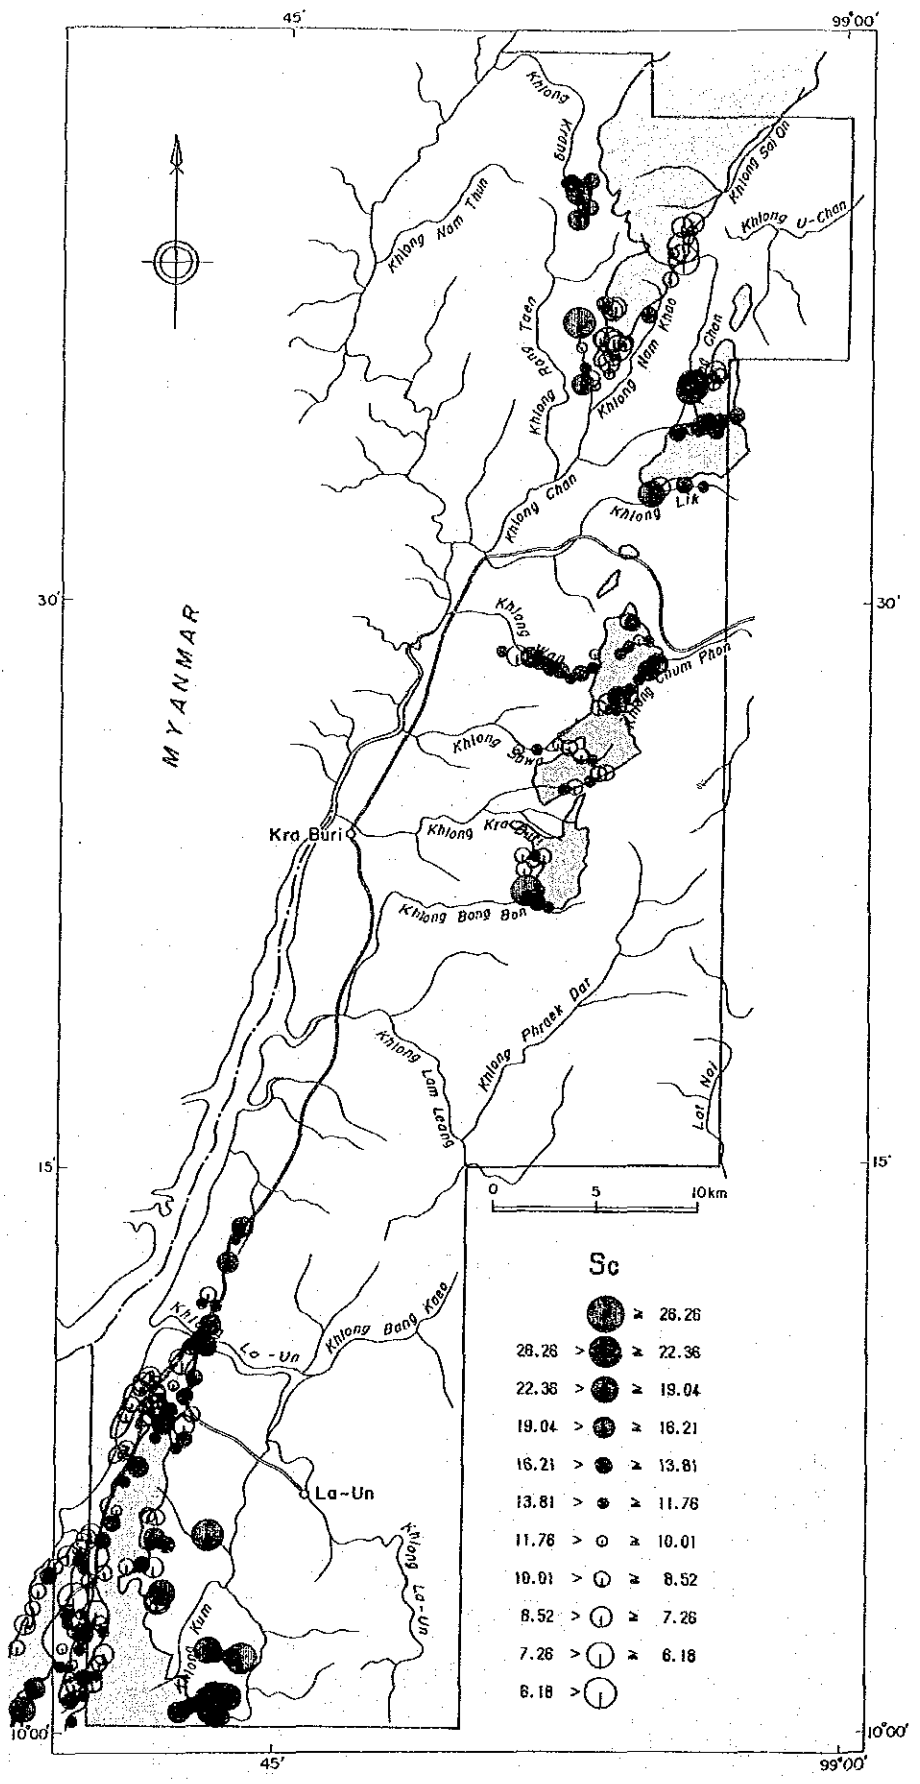 45′
99°00′
Khlong
Krang
Khlong Sai On
Khlong U-Chan
Khlong Nam Thun
Khlong Rang Taen
Khlong Nam Khao
Chan
Khlong Chan
Khlong Lik
30′
30′
Khlong Wan
Khlong Chum Phon
MYANMAR
Khlong Sawa
Kra Buri
Khlong Kra Buri
Khlong Bang Bon
Khlong Phraek Dat
Khlong Lam Leang
Lat Nai
15′
15′
0 5 10km
Sc
≥ 26.26
26.26 > ≥ 22.36
22.36 > ≥ 19.04
19.04 > ≥ 16.21
16.21 > ≥ 13.81
13.81 > ≥ 11.76
11.76 > ≥ 10.01
10.01 > ≥ 8.52
8.52 > ≥ 7.26
7.26 > ≥ 6.18
6.18 >
Khlong
La-Un
Khlong Bang Kaeo
La-Un
Khlong La-Un
Khlong Kum
10°00′
10°00′
45′
99°00′